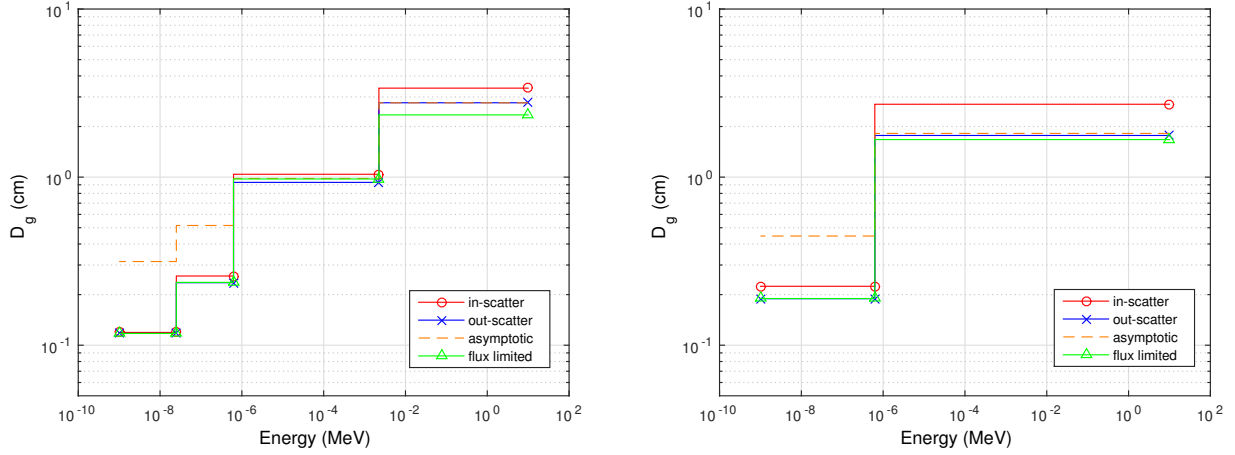 10^1
10^0
10^-1
D_g (cm)
10^-10
10^-8
10^-6
10^-4
10^-2
10^0
10^2
Energy (MeV)
in-scatter
out-scatter
asymptotic
flux limited
10^1
10^0
10^-1
D_g (cm)
10^-10
10^-8
10^-6
10^-4
10^-2
10^0
10^2
Energy (MeV)
in-scatter
out-scatter
asymptotic
flux limited